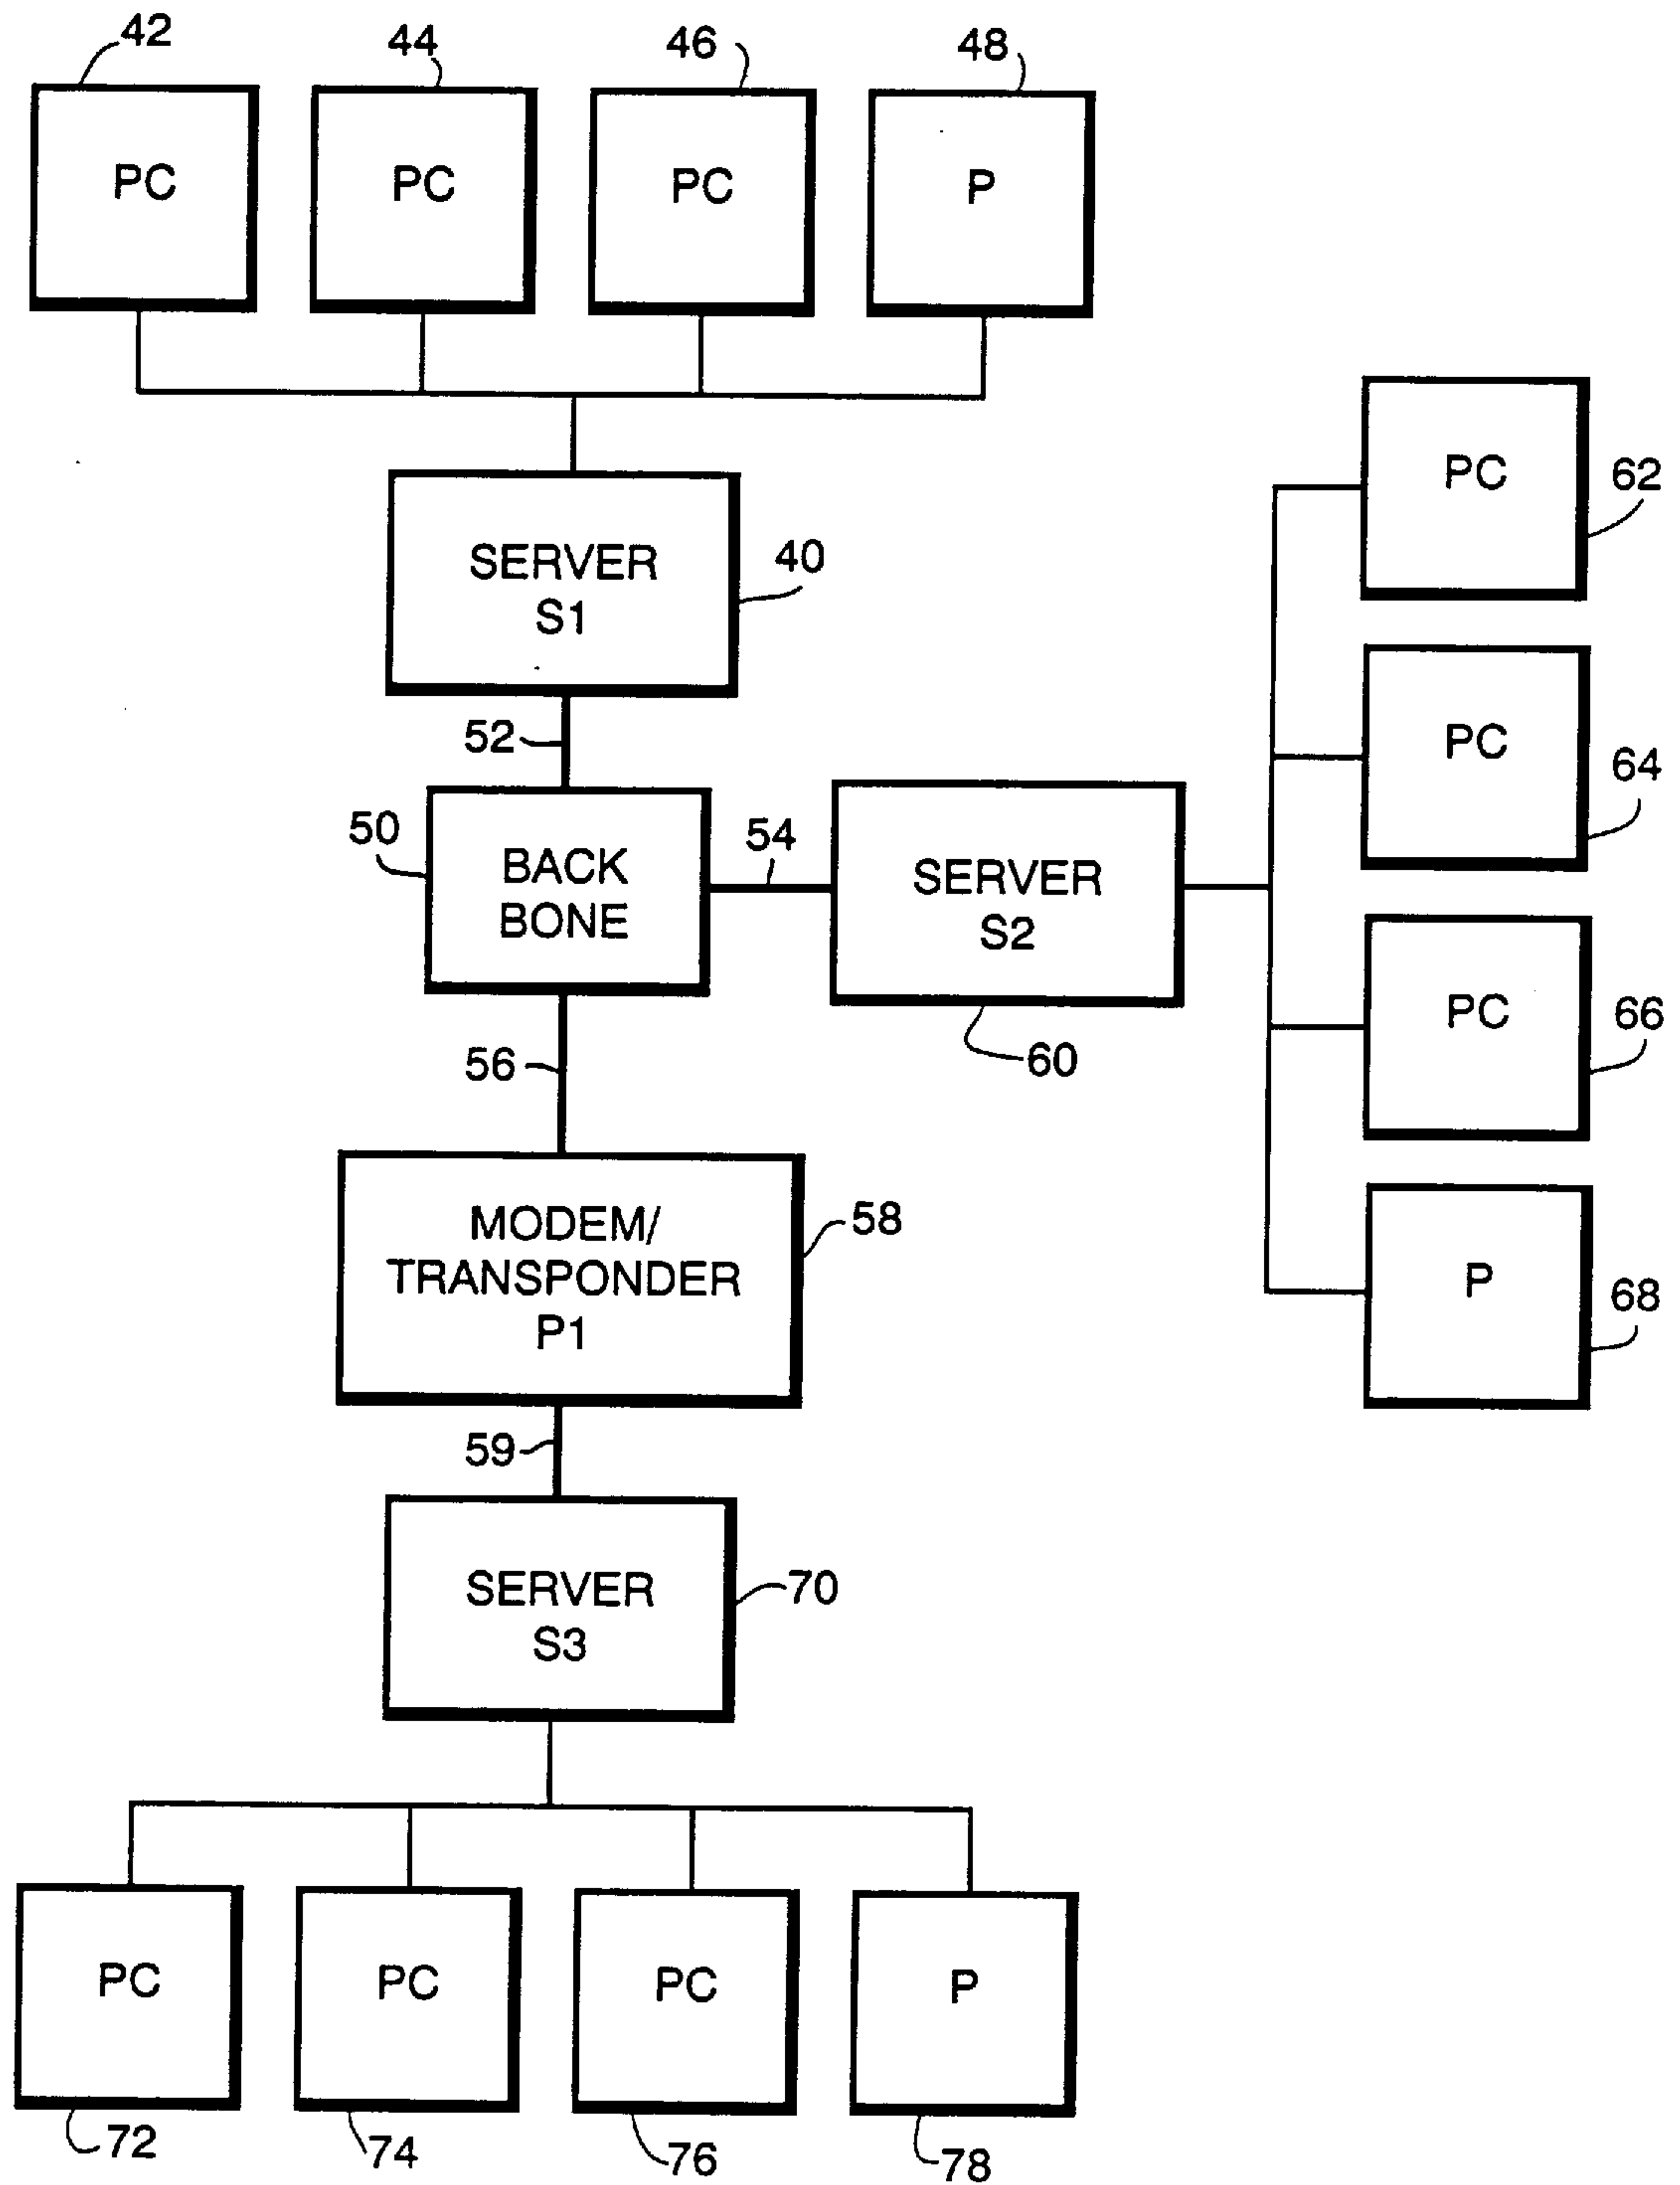 42
44
46
48
PC
PC
PC
P
SERVER
S1
40
52
50
BACK
BONE
54
SERVER
S2
60
PC
62
PC
64
PC
66
P
68
56
MODEM/
TRANSPONDER
P1
58
59
SERVER
S3
70
PC
PC
PC
P
72
74
76
78